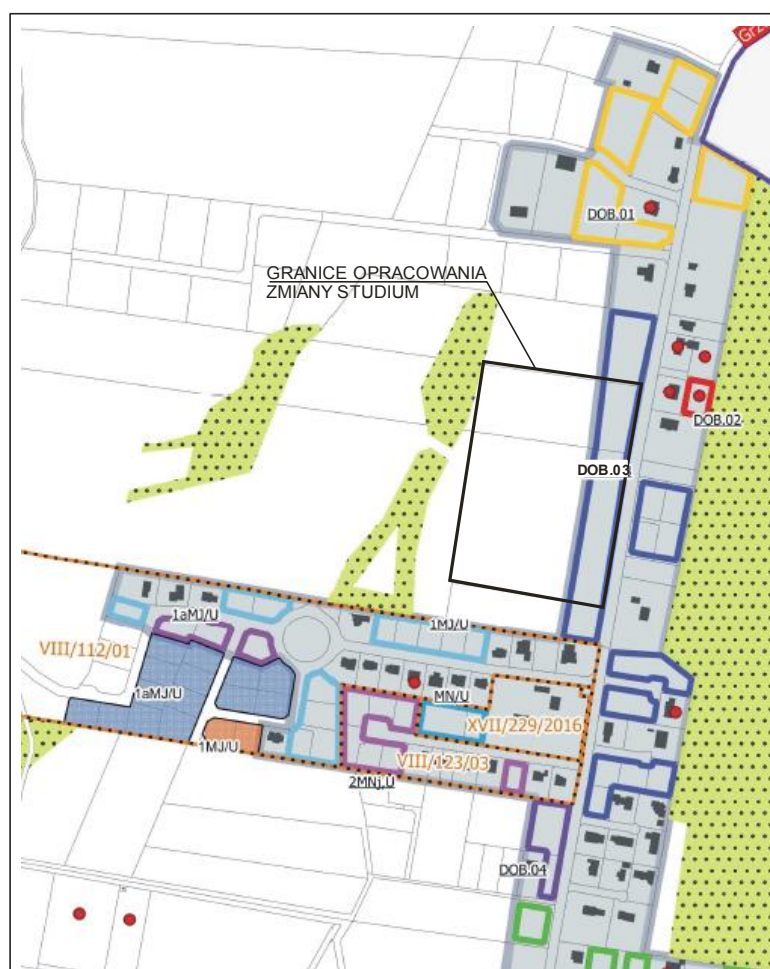 Grz
DOB.01
GRANICE OPRACOWANIA
ZMIANY STUDIUM
DOB.02
DOB.03
1aMJ/U
1MJ/U
VIII/112/01
1aMJ/U
MN/U
XVII/229/2016
1MJ/U
VIII/123/03
2MNj,U
DOB.04